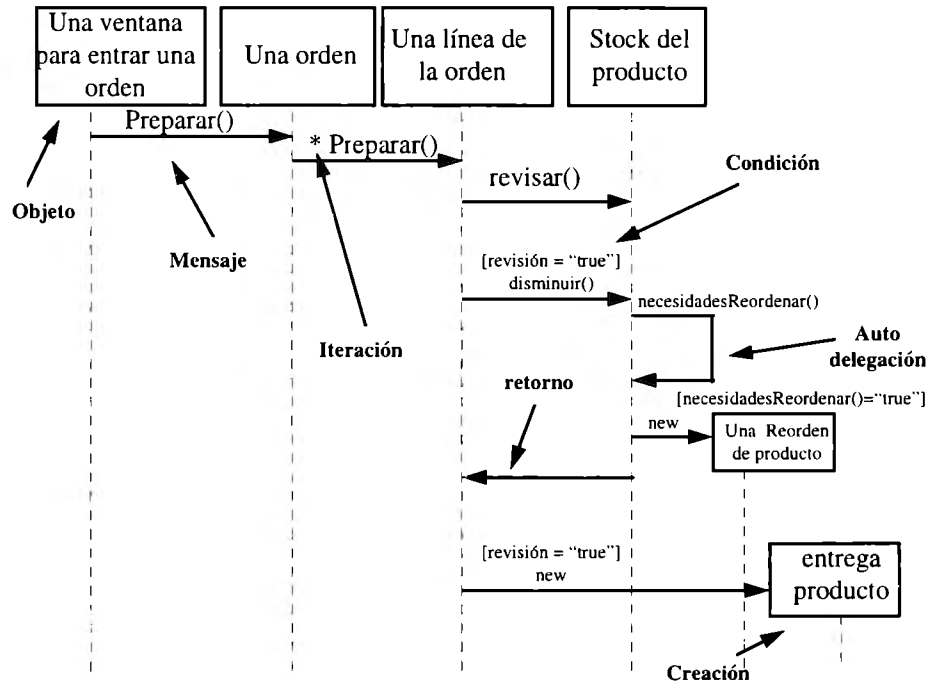 Una ventana
para entrar una
orden
Una orden
Una línea de
la orden
Stock del
producto
Preparar()
* Preparar()
revisar()
Condición
Objeto
Mensaje
[revisión = “true”]
disminuir()
necesidadesReordenar()
Iteración
Auto
delegación
retorno
[necesidadesReordenar()=“true”]
new
Una Reorden
de producto
[revisión = “true”]
new
entrega
producto
Creación